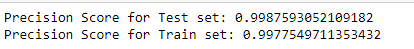 Precision Score for Test set: 0.9987593052109182
Precision Score for Train set: 0.9977549711353432